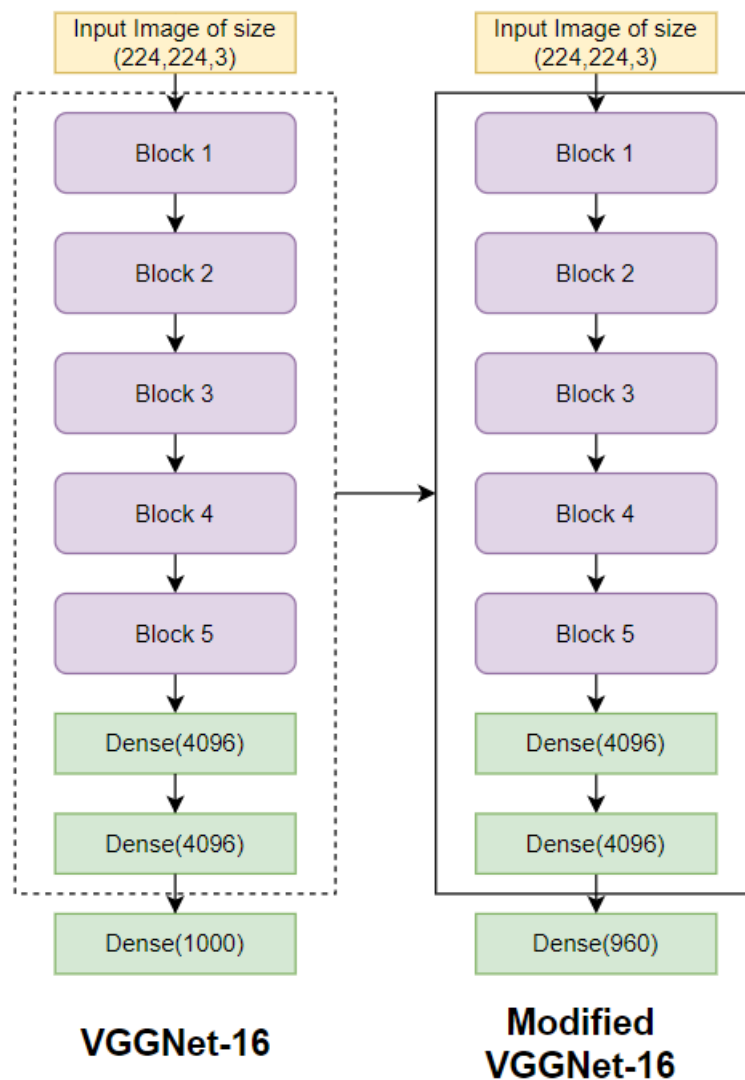 Input Image of size
(224,224,3)
Block 1
Block 2
Block 3
Block 4
Block 5
Dense(4096)
Dense(4096)
Dense(1000)
VGGNet-16
Input Image of size
(224,224,3)
Block 1
Block 2
Block 3
Block 4
Block 5
Dense(4096)
Dense(4096)
Dense(960)
Modified
VGGNet-16